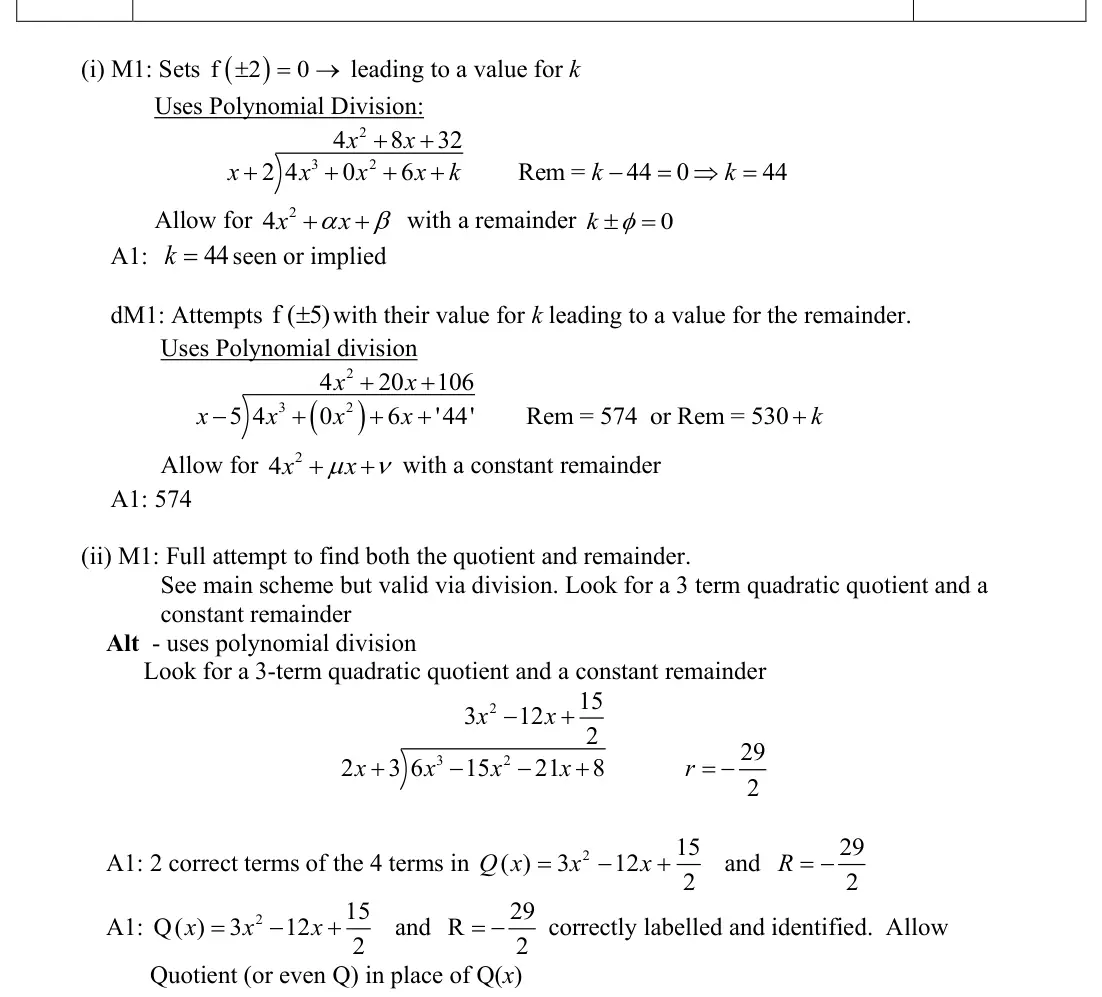 (i) M1: Sets f(±2) = 0 → leading to a value for k
Uses Polynomial Division:
4x² + 8x + 32
x + 2)4x³ + 0x² + 6x + k Rem = k − 44 = 0 ⇒ k = 44
Allow for 4x² + αx + β with a remainder k ± ϕ = 0
A1: k = 44 seen or implied
dM1: Attempts f (±5) with their value for k leading to a value for the remainder.
Uses Polynomial division
4x² + 20x + 106
x − 5)4x³ + (0x²) + 6x + '44' Rem = 574 or Rem = 530 + k
Allow for 4x² + μx + ν with a constant remainder
A1: 574
(ii) M1: Full attempt to find both the quotient and remainder.
See main scheme but valid via division. Look for a 3 term quadratic quotient and a
constant remainder
Alt - uses polynomial division
Look for a 3-term quadratic quotient and a constant remainder
3x² − 12x + 15/2
2x + 3)6x³ − 15x² − 21x + 8 r = − 29/2
A1: 2 correct terms of the 4 terms in Q(x) = 3x² − 12x + 15/2 and R = − 29/2
A1: Q(x) = 3x² − 12x + 15/2 and R = − 29/2 correctly labelled and identified. Allow
Quotient (or even Q) in place of Q(x)